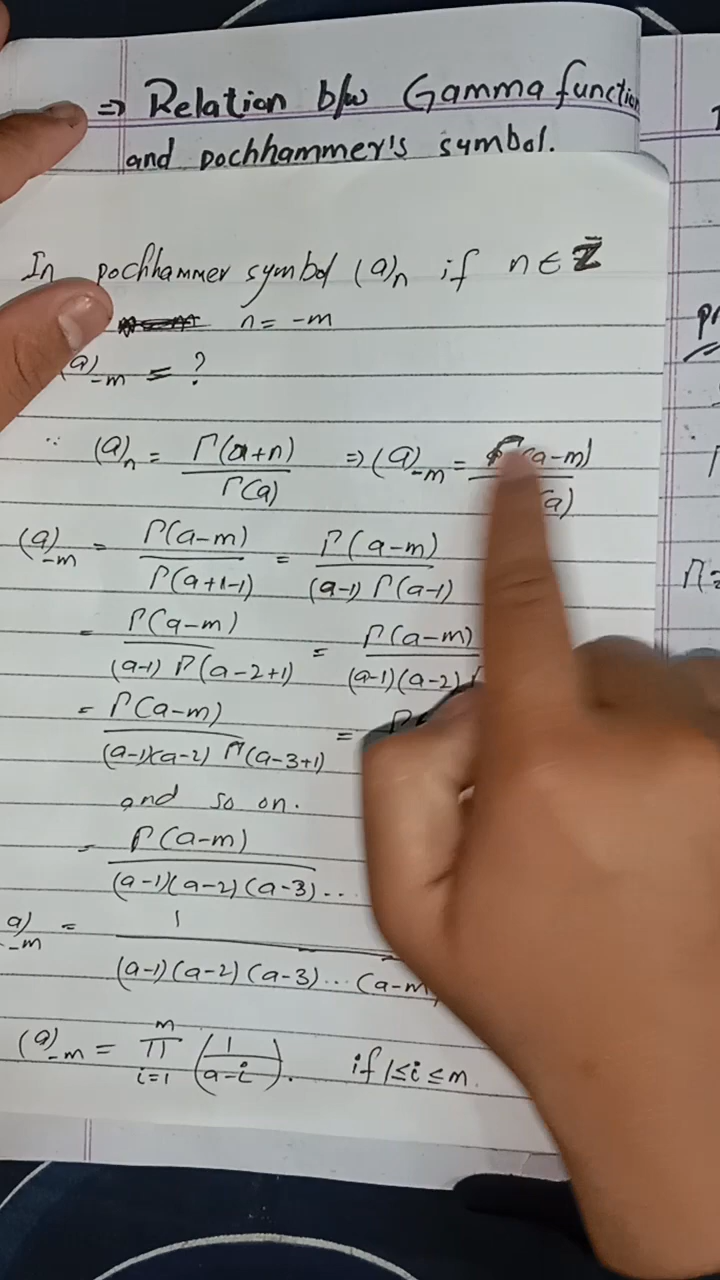 ⇒ Relation b/w Gamma function
and pochhammer's symbol.
In pochhammer symbol (a)n if n ∈ Z̄
n = -m
(a)-m = ?
∵ (a)n = Γ(a+n) / Γ(a) ⇒ (a)-m = Γ(a-m) / (a)
(a)-m = Γ(a-m) / Γ(a+1-1) = Γ(a-m) / (a-1) Γ(a-1)
= Γ(a-m) / (a-1) Γ(a-2+1) = Γ(a-m) / (a-1)(a-2)
= Γ(a-m) / (a-1)(a-2) Γ(a-3+1) = Γ
and so on.
= Γ(a-m) / (a-1)(a-2)(a-3)...
a)-m = 1 / (a-1)(a-2)(a-3)...(a-m
(a)-m = m Π i=1 (1 / a-i). if 1≤i≤m.
pr
Γ
n=